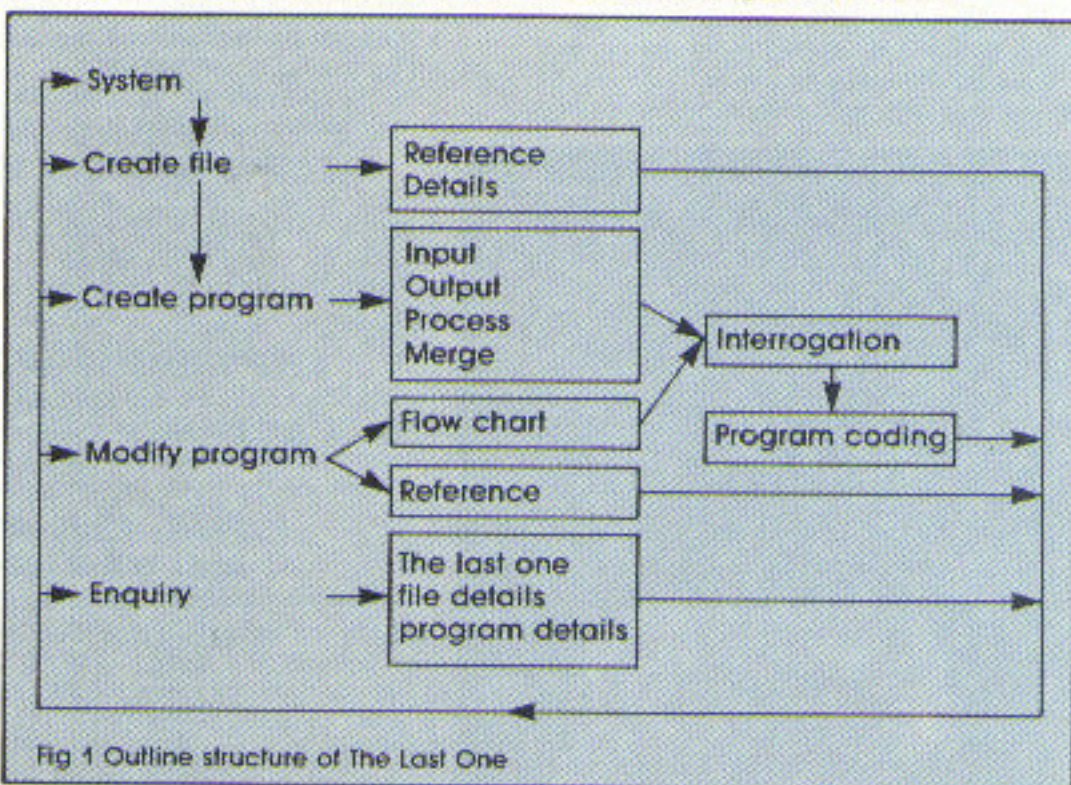 System
Create file
Reference
Details
Create program
Input
Output
Process
Merge
Interrogation
Program coding
Modify program
Flow chart
Reference
Enquiry
The last one
file details
program details
Fig 1 Outline structure of The Last One